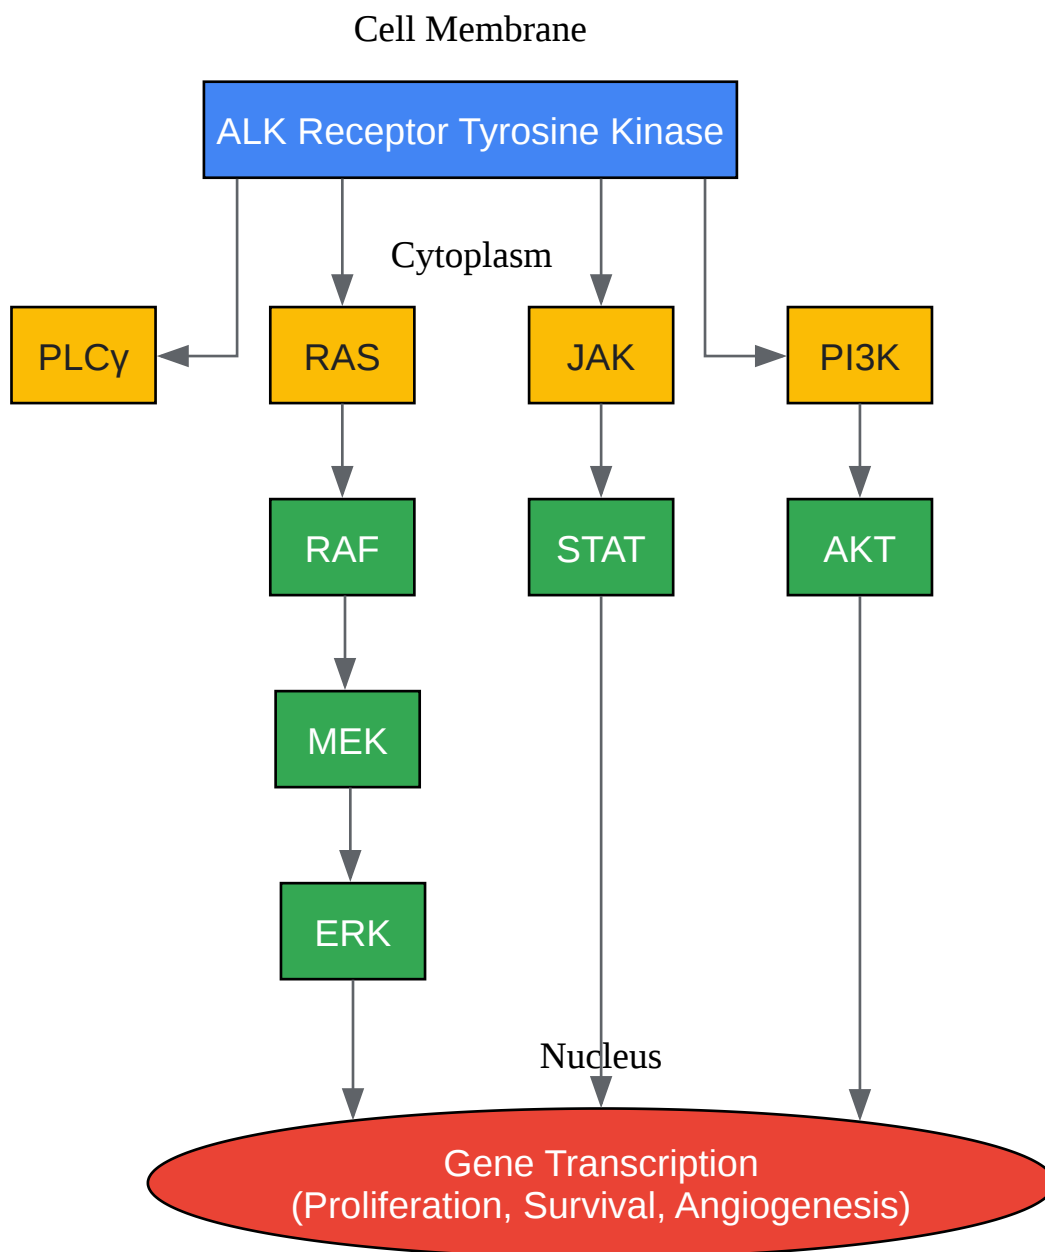 Cell Membrane
ALK Receptor Tyrosine Kinase
Cytoplasm
PLCγ
RAS
JAK
PI3K
RAF
STAT
AKT
MEK
ERK
Nucleus
Gene Transcription
(Proliferation, Survival, Angiogenesis)